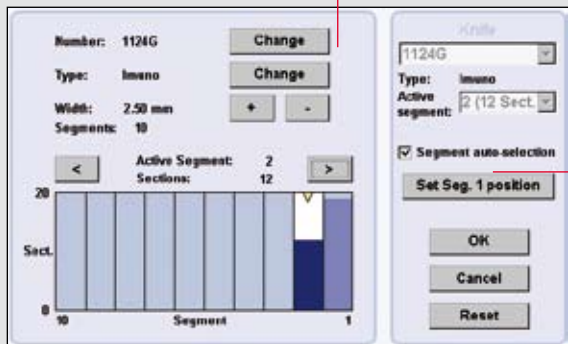 Number: 1124G Change
Type: Imuno Change
Width: 2.50 mm + -
Segments: 10
< Active Segment: 2 >
Sections: 12
20
Sect.
0
10 Segment 1
Knife
1124G
Type: Imuno
Active segment: 2 (12 Sect.
Segment auto-selection
Set Seg. 1 position
OK
Cancel
Reset